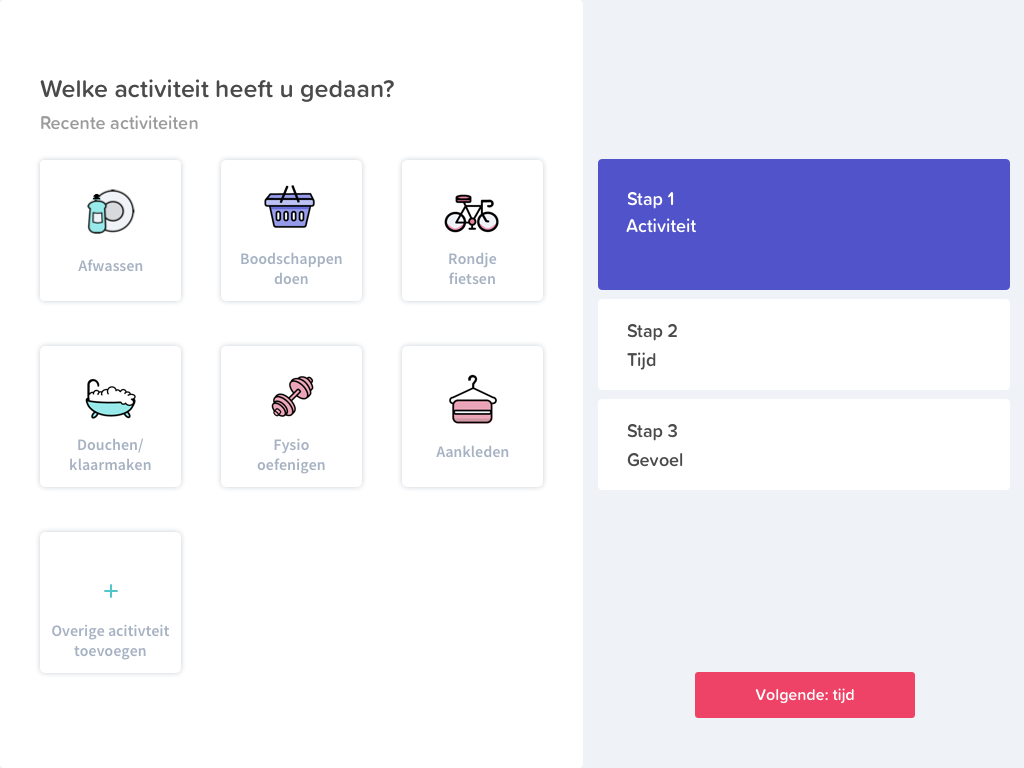 Welke activiteit heeft u gedaan?
Recente activiteiten
Afwassen
Boodschappen
doen
Rondje
fietsen
Douchen/
klaarmaken
Fysio
oefenigen
Aankleden
+
Overige acitivteit
toevoegen
Stap 1
Activiteit
Stap 2
Tijd
Stap 3
Gevoel
Volgende: tijd